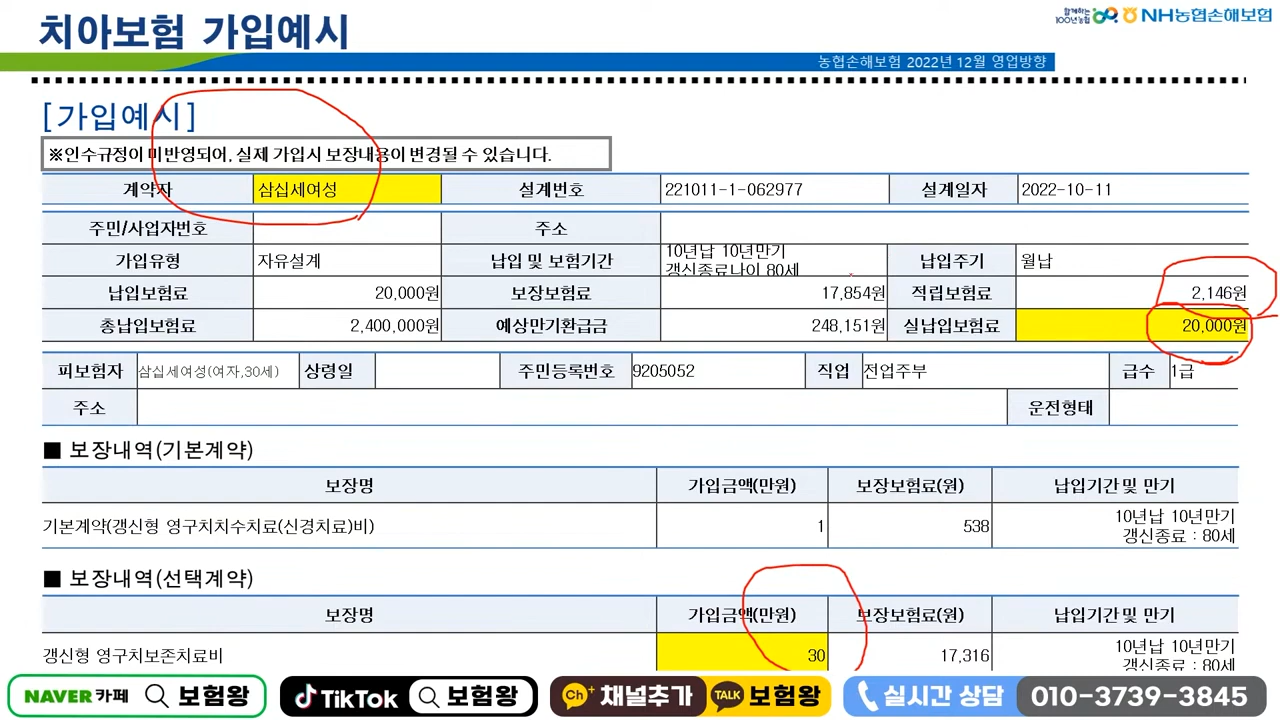 치아보험 가입예시
함께하는 100년농협 NH농협손해보험
농협손해보험 2022년 12월 영업방향
[가입예시]
※인수규정이 미반영되어, 실제 가입시 보장내용이 변경될 수 있습니다.
계약자 삼십세여성 설계번호 221011-1-062977 설계일자 2022-10-11
주민/사업자번호 주소
가입유형 자유설계 납입 및 보험기간 10년납 10년만기 갱신종료나이 80세 납입주기 월납
납입보험료 20,000원 보장보험료 17,854원 적립보험료 2,146원
총납입보험료 2,400,000원 예상만기환급금 248,151원 실납입보험료 20,000원
피보험자 삼십세여성(여자,30세) 상령일 주민등록번호 9205052 직업 전업주부 급수 1급
주소 운전형태
■ 보장내역(기본계약)
보장명 가입금액(만원) 보장보험료(원) 납입기간 및 만기
기본계약(갱신형 영구치치수치료(신경치료)비) 1 538 10년납 10년만기 갱신종료 : 80세
■ 보장내역(선택계약)
보장명 가입금액(만원) 보장보험료(원) 납입기간 및 만기
갱신형 영구치보존치료비 30 17,316 10년납 10년만기 갱신종료 : 80세
NAVER 카페 보험왕 TikTok 보험왕 Ch+ 채널추가 TALK 보험왕 실시간 상담 010-3739-3845